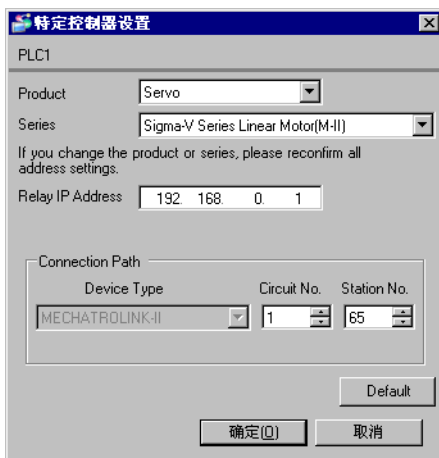 特定控制器设置
PLC1
Product Servo
Series Sigma-V Series Linear Motor(M-II)
If you change the product or series, please reconfirm all
address settings.
Relay IP Address 192. 168. 0. 1
Connection Path
Device Type Circuit No. Station No.
MECHATROLINK-II 1 65
Default
确定(O) 取消